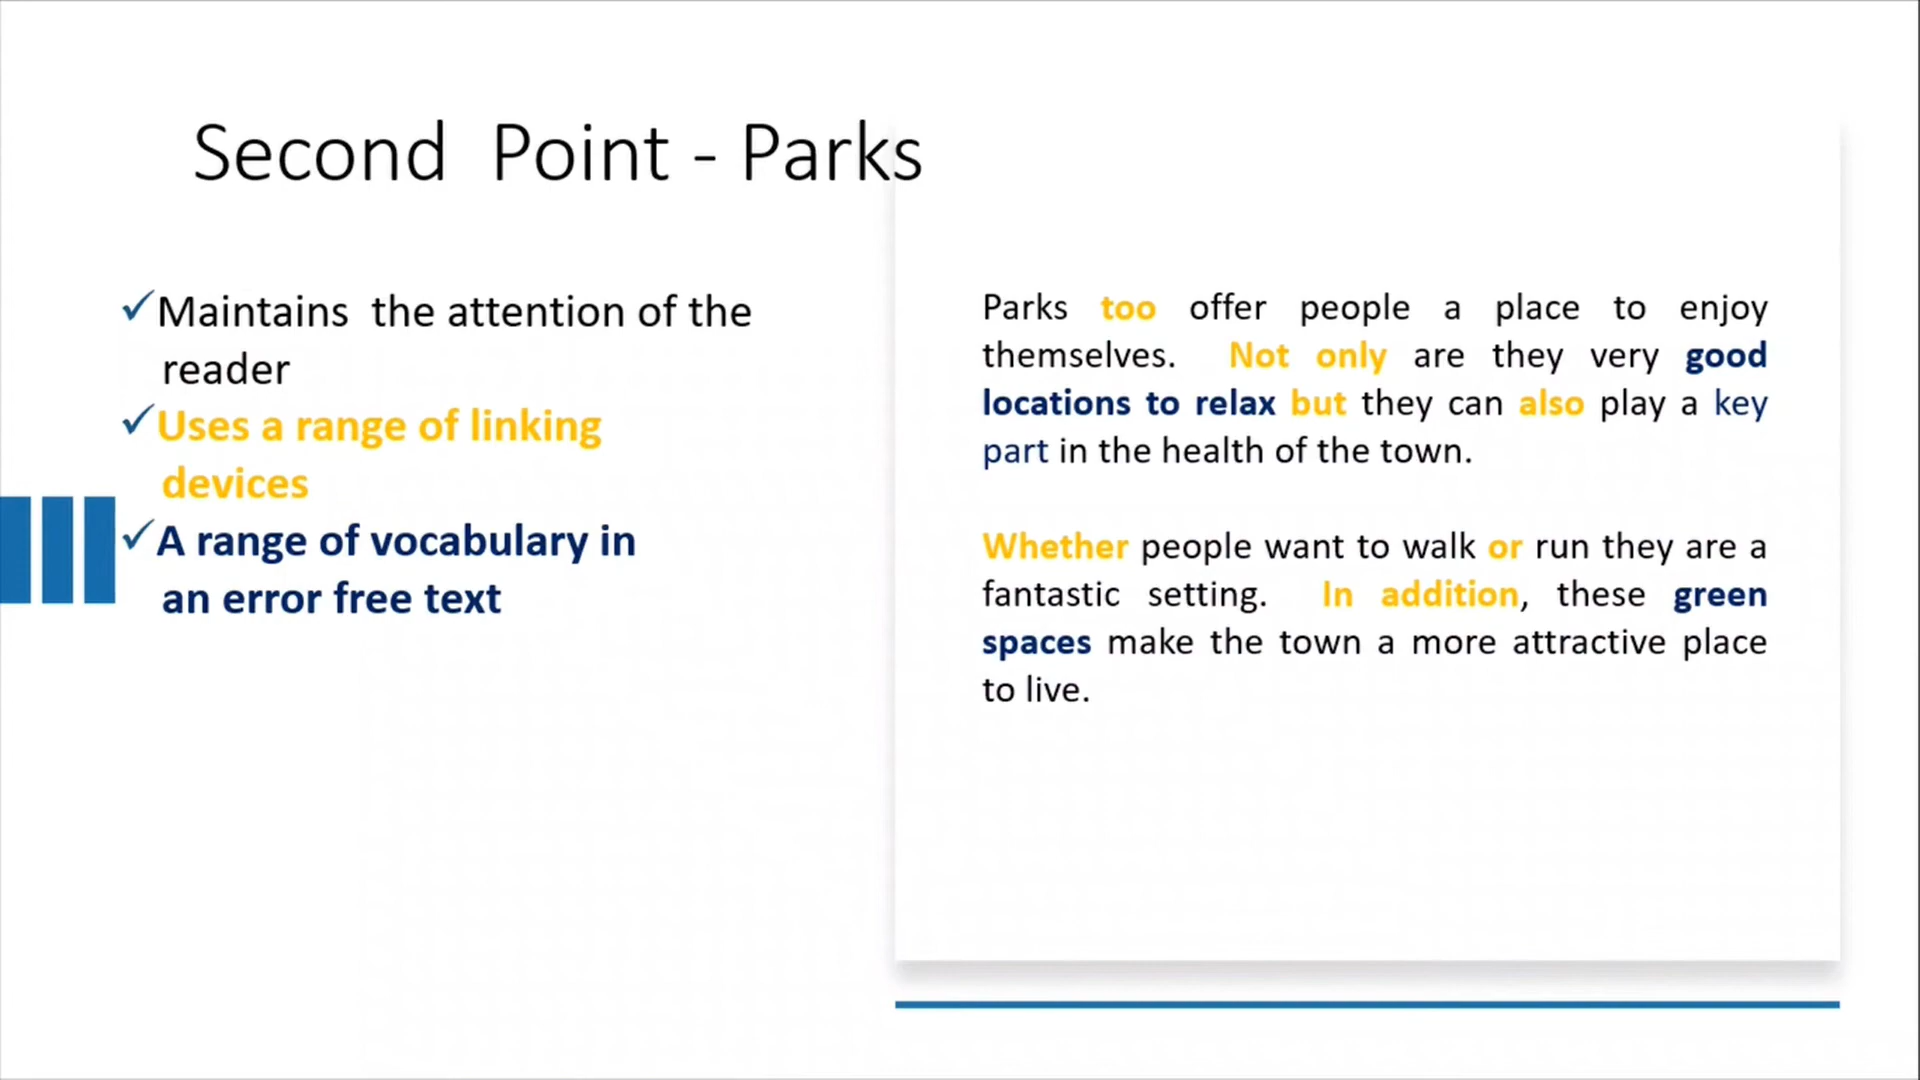 Second Point - Parks
✓Maintains the attention of the
reader
✓Uses a range of linking
devices
✓A range of vocabulary in
an error free text
Parks too offer people a place to enjoy
themselves. Not only are they very good
locations to relax but they can also play a key
part in the health of the town.
Whether people want to walk or run they are a
fantastic setting. In addition, these green
spaces make the town a more attractive place
to live.